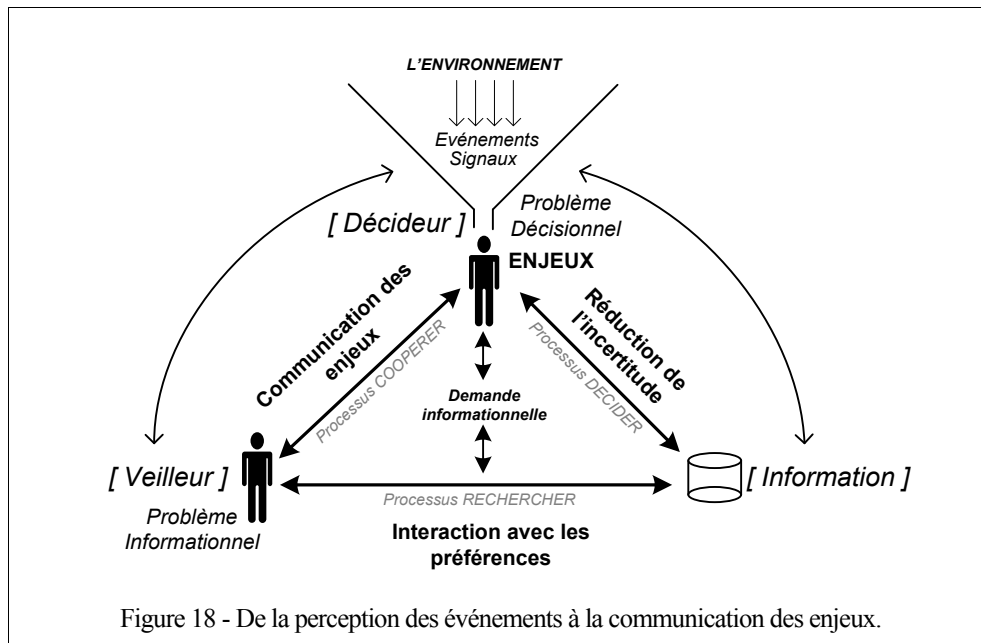 L'ENVIRONNEMENT
Evénements
Signaux
[ Décideur ]
Problème
Décisionnel
ENJEUX
Communication des
enjeux
Processus COOPERER
Réduction de
l'incertitude
Processus DECIDER
Demande
informationnelle
[ Veilleur ]
Problème
Informationnel
[ Information ]
Processus RECHERCHER
Interaction avec les
préférences
Figure 18 - De la perception des événements à la communication des enjeux.